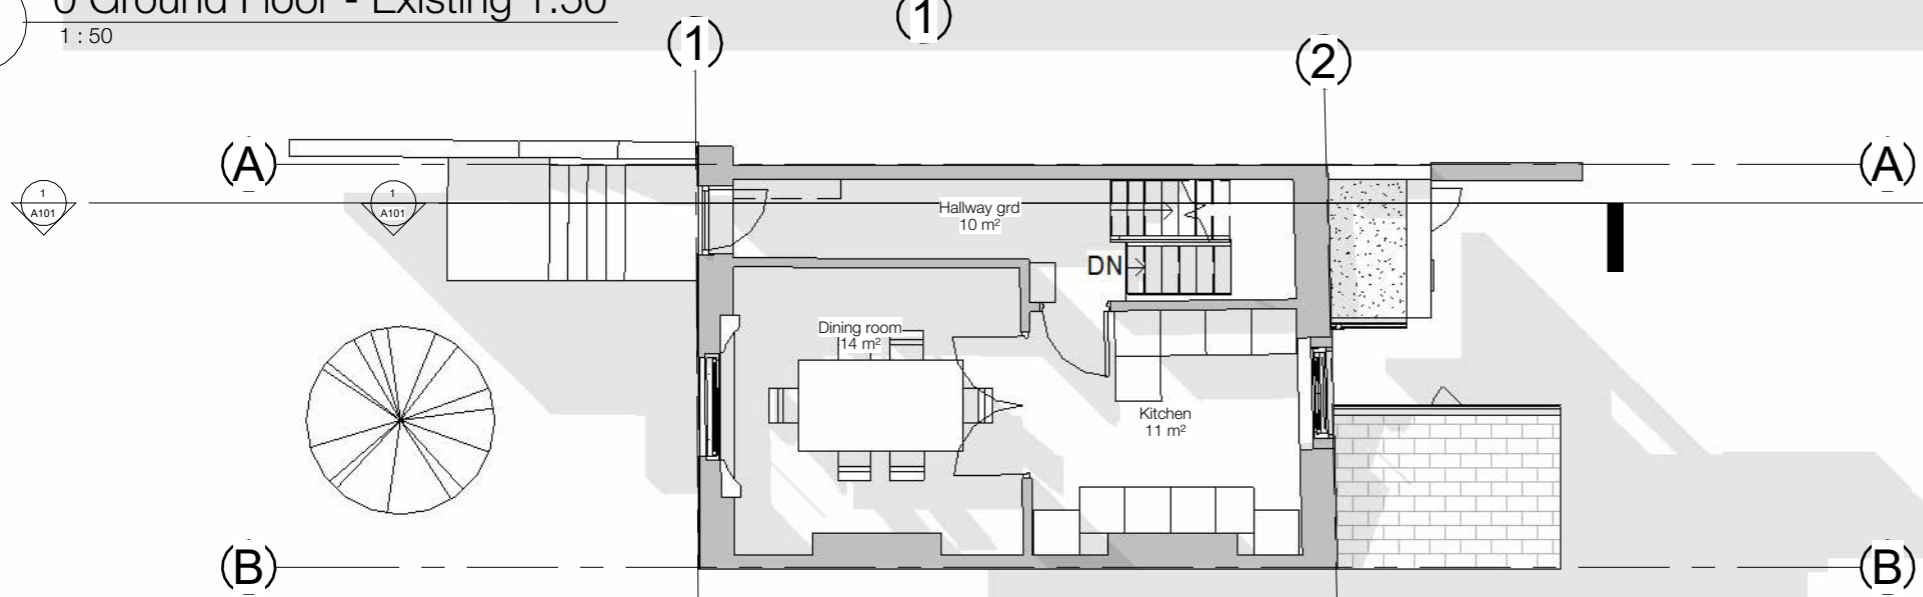 0 Ground Floor - Existing 1:50
1 : 50
1
1
2
A
A
1
A101
1
A101
Hallway grd
10 m²
DN
Dining room
14 m²
Kitchen
11 m²
B
B